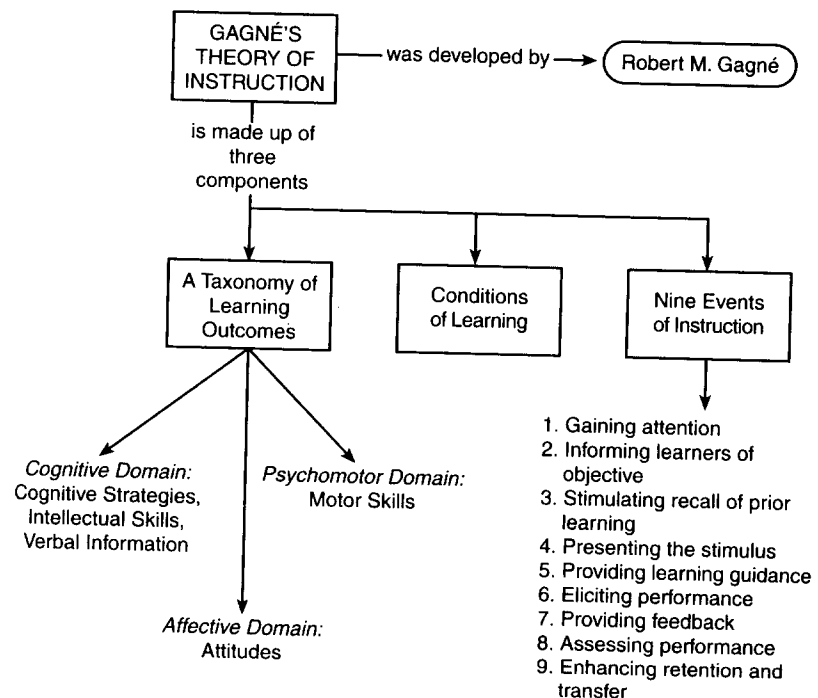 GAGNÉ'S
THEORY OF
INSTRUCTION
was developed by
Robert M. Gagné
is made up of
three
components
A Taxonomy of
Learning
Outcomes
Conditions
of Learning
Nine Events
of Instruction
Cognitive Domain:
Cognitive Strategies,
Intellectual Skills,
Verbal Information
Psychomotor Domain:
Motor Skills
Affective Domain:
Attitudes
1. Gaining attention
2. Informing learners of
objective
3. Stimulating recall of prior
learning
4. Presenting the stimulus
5. Providing learning guidance
6. Eliciting performance
7. Providing feedback
8. Assessing performance
9. Enhancing retention and
transfer